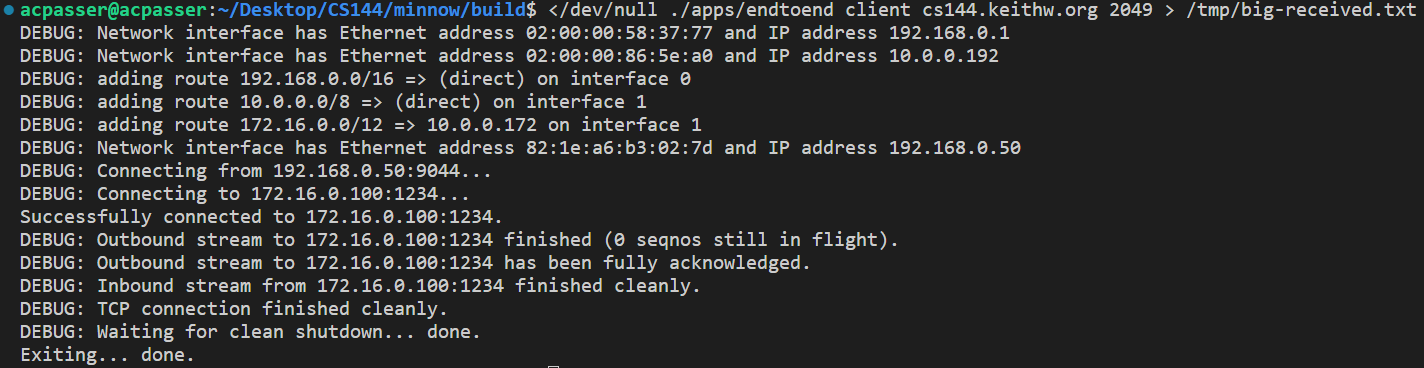 acpasser@acpasser:~/Desktop/CS144/minnow/build$ </dev/null ./apps/endtoend client cs144.keithw.org 2049 > /tmp/big-received.txt
DEBUG: Network interface has Ethernet address 02:00:00:58:37:77 and IP address 192.168.0.1
DEBUG: Network interface has Ethernet address 02:00:00:86:5e:a0 and IP address 10.0.0.192
DEBUG: adding route 192.168.0.0/16 => (direct) on interface 0
DEBUG: adding route 10.0.0.0/8 => (direct) on interface 1
DEBUG: adding route 172.16.0.0/12 => 10.0.0.172 on interface 1
DEBUG: Network interface has Ethernet address 82:1e:a6:b3:02:7d and IP address 192.168.0.50
DEBUG: Connecting from 192.168.0.50:9044...
DEBUG: Connecting to 172.16.0.100:1234...
Successfully connected to 172.16.0.100:1234.
DEBUG: Outbound stream to 172.16.0.100:1234 finished (0 seqnos still in flight).
DEBUG: Outbound stream to 172.16.0.100:1234 has been fully acknowledged.
DEBUG: Inbound stream from 172.16.0.100:1234 finished cleanly.
DEBUG: TCP connection finished cleanly.
DEBUG: Waiting for clean shutdown... done.
Exiting... done.